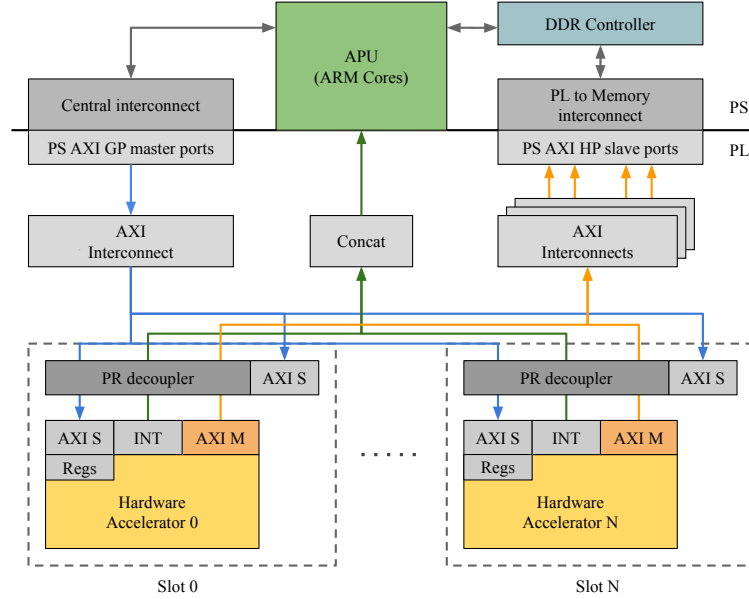 DDR Controller
APU
(ARM Cores)
Central interconnect
PL to Memory
interconnect
PS
PS AXI GP master ports
PS AXI HP slave ports
PL
AXI
Interconnect
Concat
AXI
Interconnects
PR decoupler
AXI S
PR decoupler
AXI S
AXI S
INT
AXI M
AXI S
INT
AXI M
Regs
Regs
Hardware
Accelerator 0
. . . . .
Hardware
Accelerator N
Slot 0
Slot N